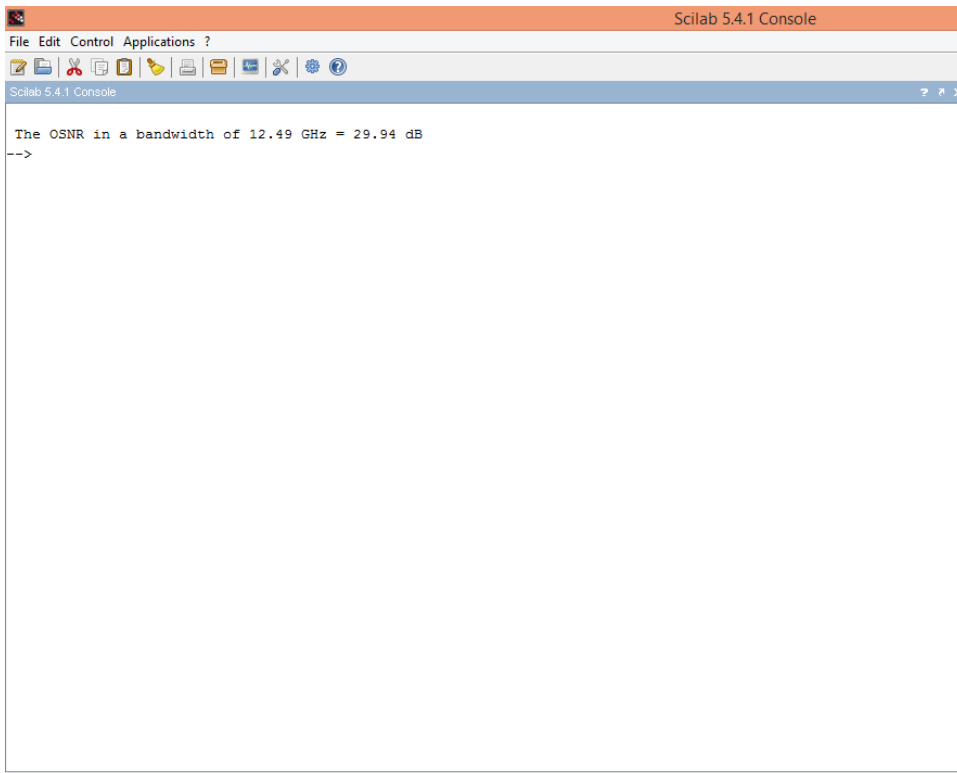 Scilab 5.4.1 Console
File Edit Control Applications ?
Scilab 5.4.1 Console
The OSNR in a bandwidth of 12.49 GHz = 29.94 dB
-->